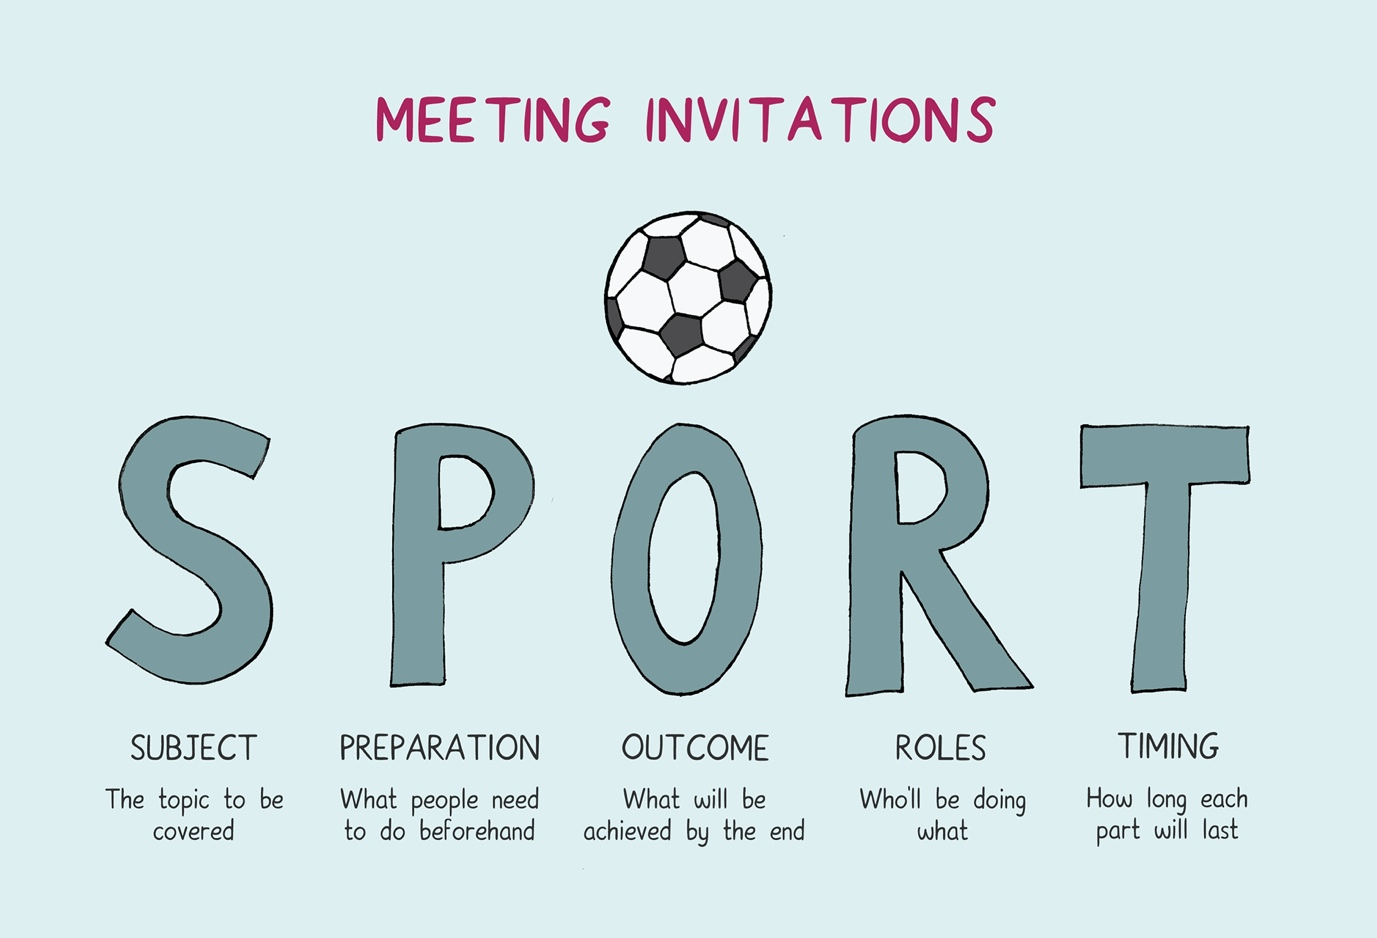 MEETING INVITATIONS
SPORT
SUBJECT
The topic to be
covered
PREPARATION
What people need
to do beforehand
OUTCOME
What will be
achieved by the end
ROLES
Who'll be doing
what
TIMING
How long each
part will last